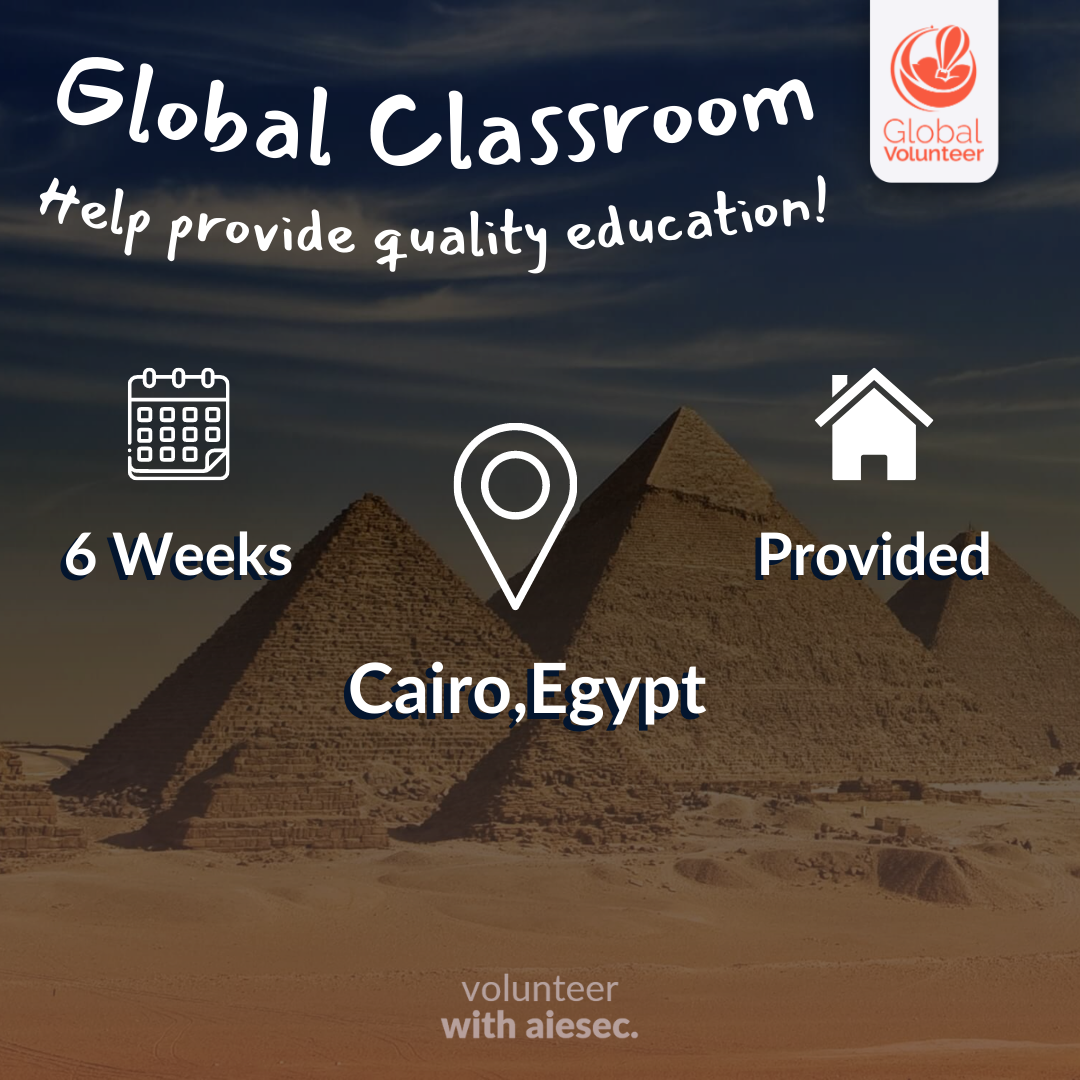 Global Classroom
Help provide quality education!
Global
Volunteer
6 Weeks
Provided
Cairo,Egypt
volunteer
with aiesec.